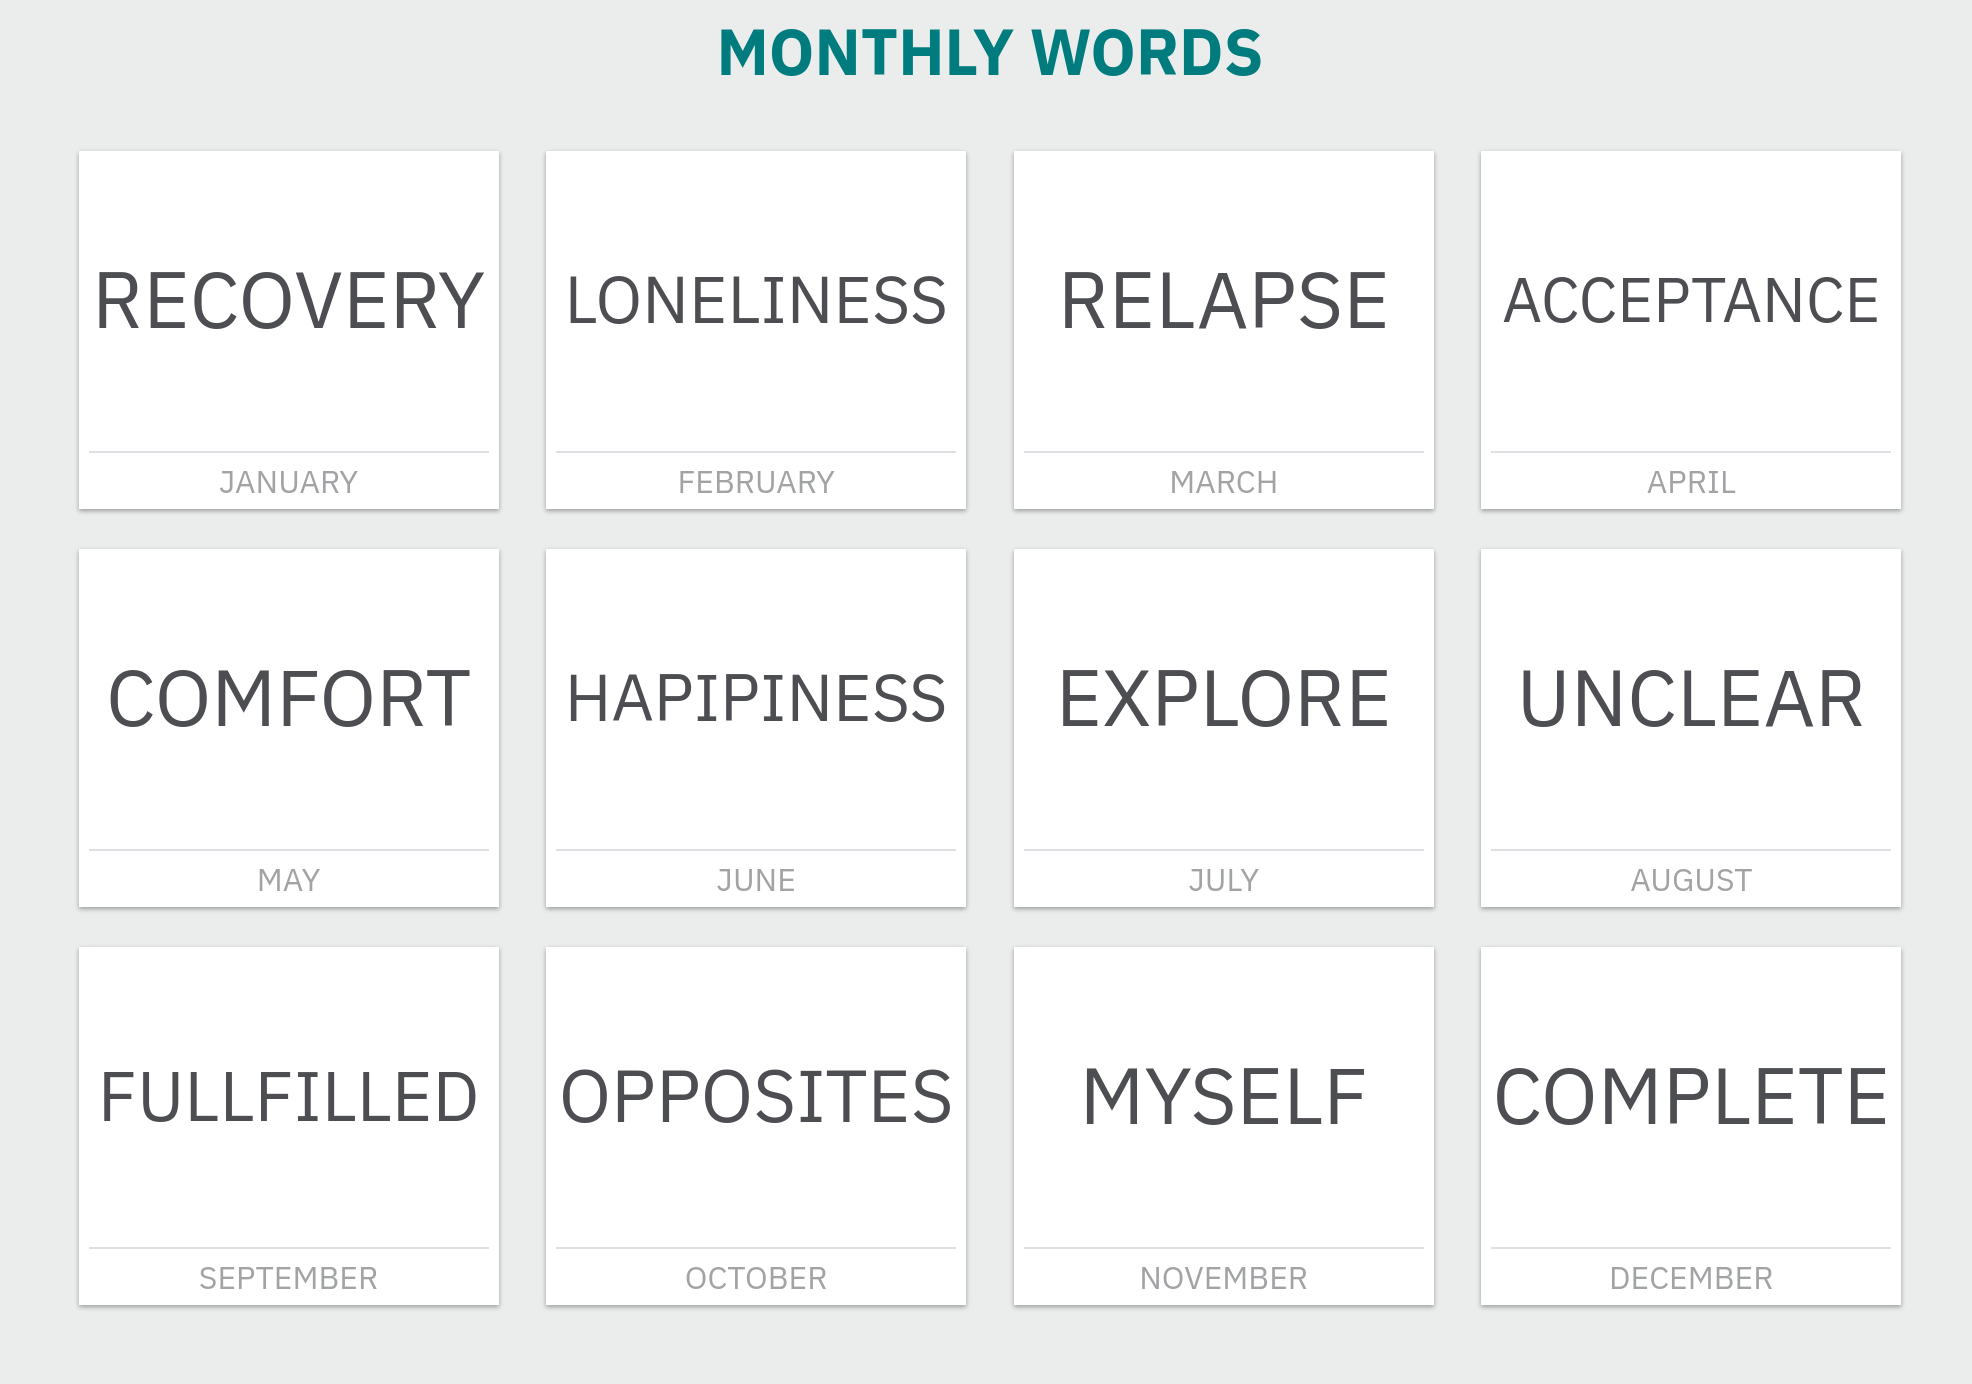 MONTHLY WORDS
RECOVERY
JANUARY
LONELINESS
FEBRUARY
RELAPSE
MARCH
ACCEPTANCE
APRIL
COMFORT
MAY
HAPIPINESS
JUNE
EXPLORE
JULY
UNCLEAR
AUGUST
FULLFILLED
SEPTEMBER
OPPOSITES
OCTOBER
MYSELF
NOVEMBER
COMPLETE
DECEMBER